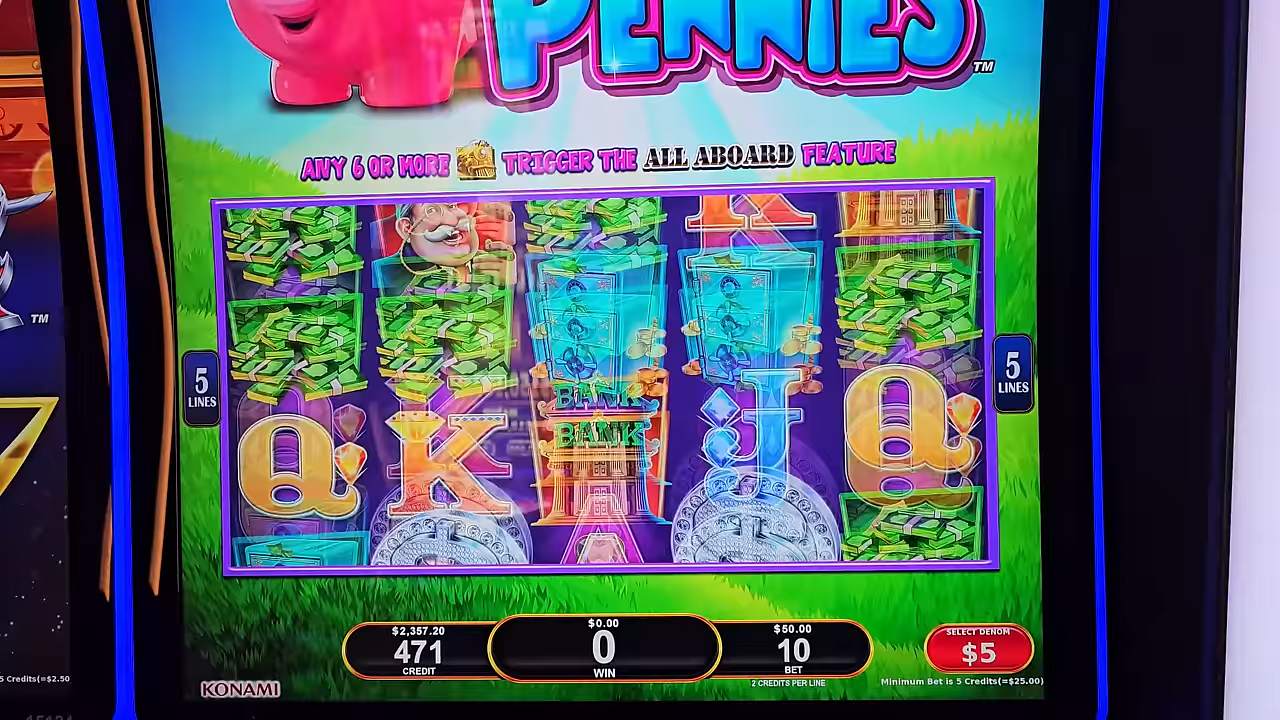 PENNIES™
ANY 6 OR MORE TRIGGER THE ALL ABOARD FEATURE
TM
K
5
LINES
5
LINES
BANK
BANK
Q
K
J
Q
A
$2,357.20
471
CREDIT
$0.00
0
WIN
$50.00
10
BET
2 CREDITS PER LINE
SELECT DENOM
$5
5 Credits(=$2.50
KONAMI
Minimum Bet is 5 Credits(=$25.00)